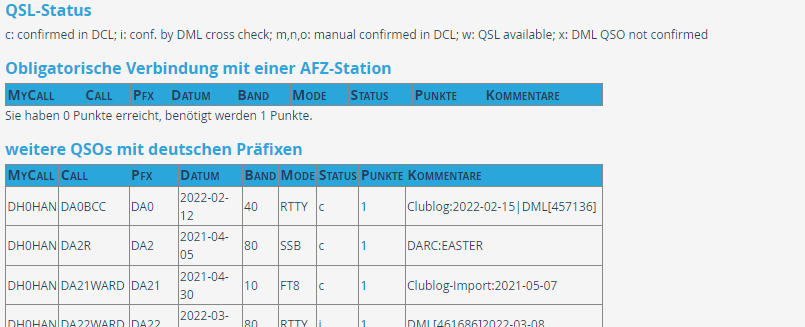 QSL-Status
c: confirmed in DCL; i: conf. by DML cross check; m,n,o: manual confirmed in DCL; w: QSL available; x: DML QSO not confirmed
Obligatorische Verbindung mit einer AFZ-Station
MyCall Call Pfx Datum Band Mode Status Punkte Kommentare
Sie haben 0 Punkte erreicht, benötigt werden 1 Punkte.
weitere QSOs mit deutschen Präfixen
MyCall Call Pfx Datum Band Mode Status Punkte Kommentare
DH0HAN DA0BCC DA0 2022-02-12 40 RTTY c 1 Clublog:2022-02-15|DML[457136]
DH0HAN DA2R DA2 2021-04-05 80 SSB c 1 DARC:EASTER
DH0HAN DA21WARD DA21 2021-04-30 10 FT8 c 1 Clublog-Import:2021-05-07
DH0HAN DA22WARD DA22 2022-03- 80 RTTY i 1 DML[461686]2022-03-08